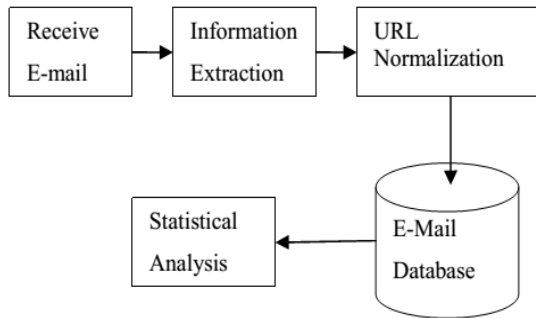 Receive
E-mail
Information
Extraction
URL
Normalization
E-Mail
Database
Statistical
Analysis